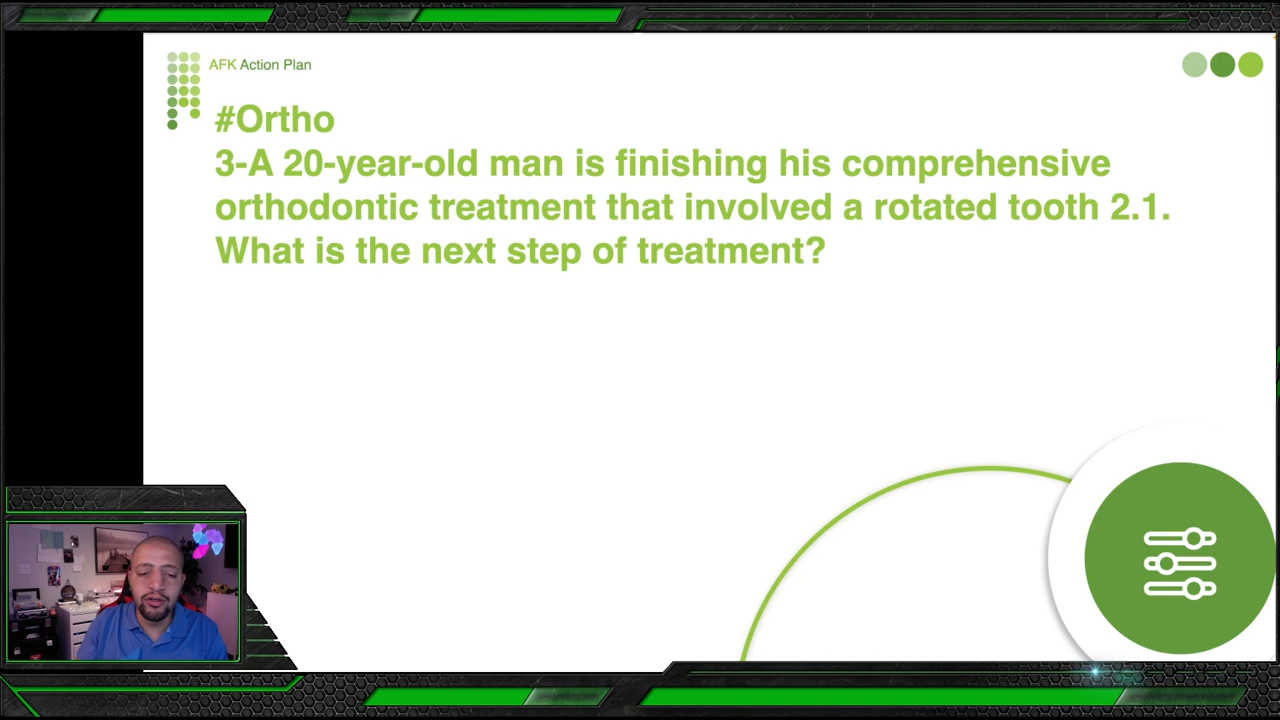 AFK Action Plan
#Ortho
3-A 20-year-old man is finishing his comprehensive
orthodontic treatment that involved a rotated tooth 2.1.
What is the next step of treatment?